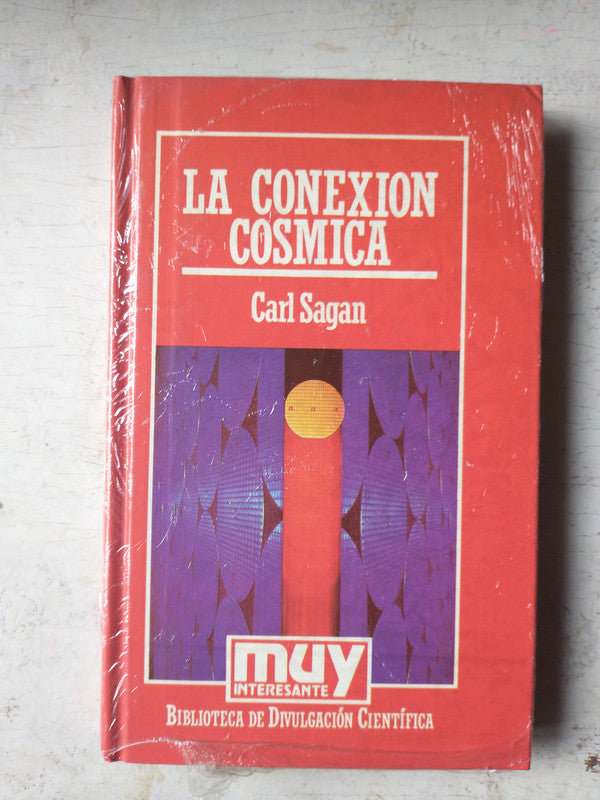 LA CONEXION
COSMICA
Carl Sagan
muy
INTERESANTE
BIBLIOTECA DE DIVULGACIÓN CIENTÍFICA